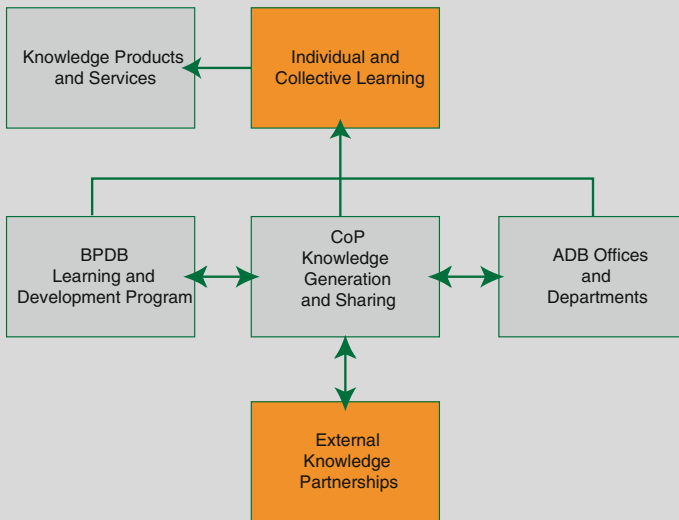 Knowledge Products
and Services
Individual and
Collective Learning
BPDB
Learning and
Development Program
CoP
Knowledge
Generation
and Sharing
ADB Offices
and
Departments
External
Knowledge
Partnerships